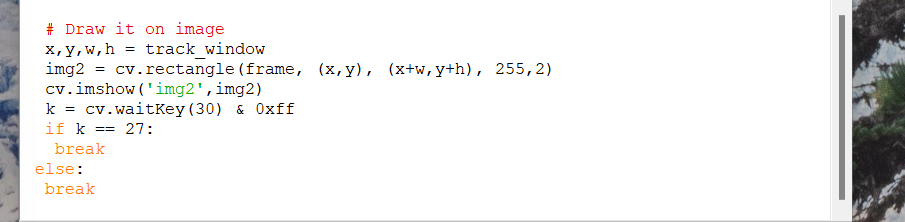 # Draw it on image
x,y,w,h = track_window
img2 = cv.rectangle(frame, (x,y), (x+w,y+h), 255,2)
cv.imshow('img2',img2)
k = cv.waitKey(30) & 0xff
if k == 27:
break
else:
break